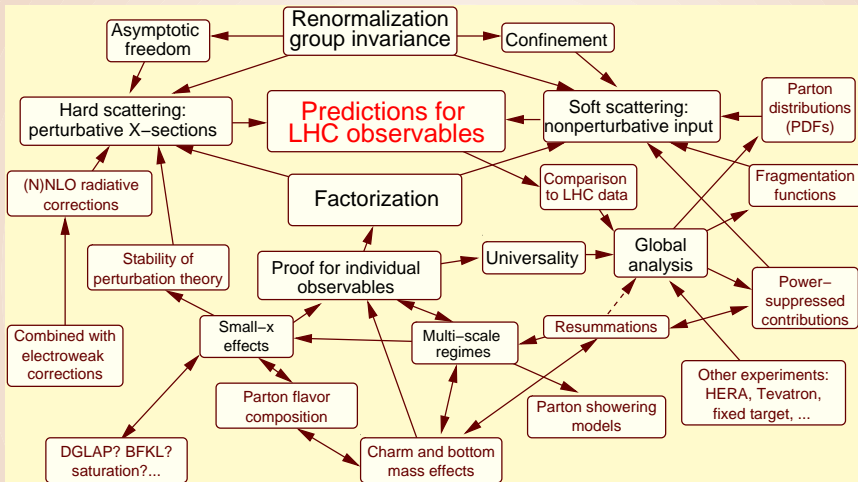 Renormalization
group invariance
Asymptotic
freedom
Confinement
Hard scattering:
perturbative X−sections
Predictions for
LHC observables
Soft scattering:
nonperturbative input
Parton
distributions
(PDFs)
(N)NLO radiative
corrections
Factorization
Comparison
to LHC data
Fragmentation
functions
Stability of
perturbation theory
Proof for individual
observables
Universality
Global
analysis
Power−
suppressed
contributions
Combined with
electroweak
corrections
Small−x
effects
Multi−scale
regimes
Resummations
Parton flavor
composition
Parton showering
models
Other experiments:
HERA, Tevatron,
fixed target, ...
DGLAP? BFKL?
saturation?...
Charm and bottom
mass effects